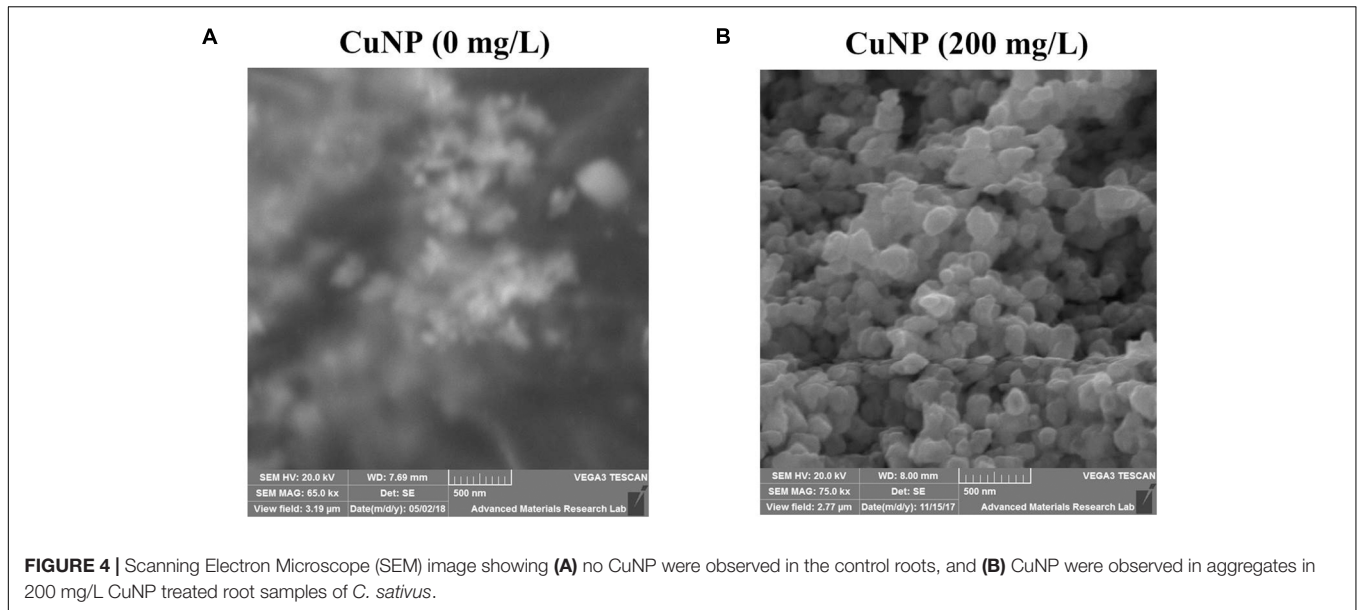 A
CuNP (0 mg/L)
B
CuNP (200 mg/L)
SEM HV: 20.0 kV
WD: 7.69 mm
VEGA3 TESCAN
SEM MAG: 65.0 kx
Det: SE
500 nm
View field: 3.19 µm
Date(m/d/y): 05/02/18
Advanced Materials Research Lab
SEM HV: 20.0 kV
WD: 8.00 mm
VEGA3 TESCAN
SEM MAG: 75.0 kx
Det: SE
500 nm
View field: 2.77 µm
Date(m/d/y): 11/15/17
Advanced Materials Research Lab
FIGURE 4 | Scanning Electron Microscope (SEM) image showing (A) no CuNP were observed in the control roots, and (B) CuNP were observed in aggregates in
200 mg/L CuNP treated root samples of C. sativus.